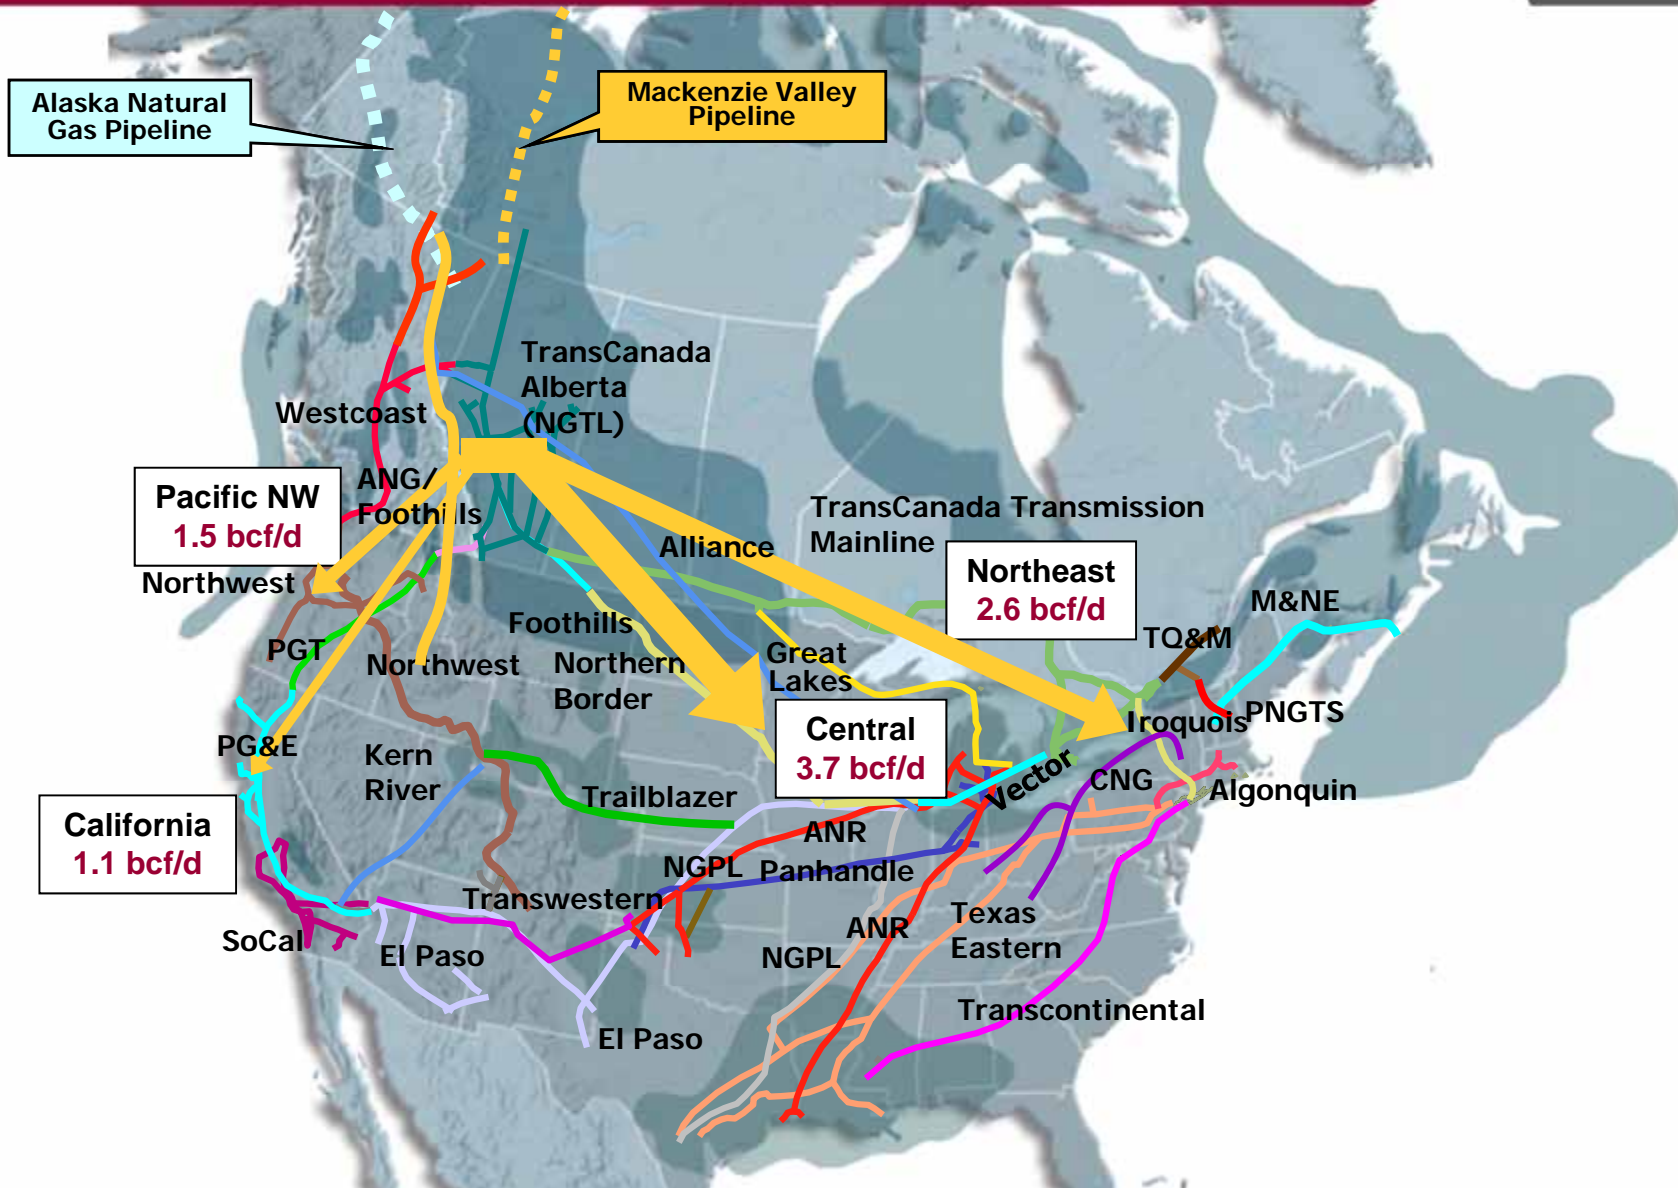 Alaska Natural
Gas Pipeline
Mackenzie Valley
Pipeline
TransCanada
Alberta
(NGTL)
Westcoast
ANG/
Foothills
Pacific NW
1.5 bcf/d
Northwest
TransCanada Transmission
Mainline
Alliance
Northeast
2.6 bcf/d
M&NE
TQ&M
Foothills
PGT
Northwest
Northern
Border
Great
Lakes
Iroquois
PNGTS
Central
3.7 bcf/d
PG&E
Kern
River
Trailblazer
Vector
CNG
Algonquin
California
1.1 bcf/d
ANR
NGPL
Panhandle
Transwestern
SoCal
El Paso
ANR
NGPL
Texas
Eastern
Transcontinental
El Paso